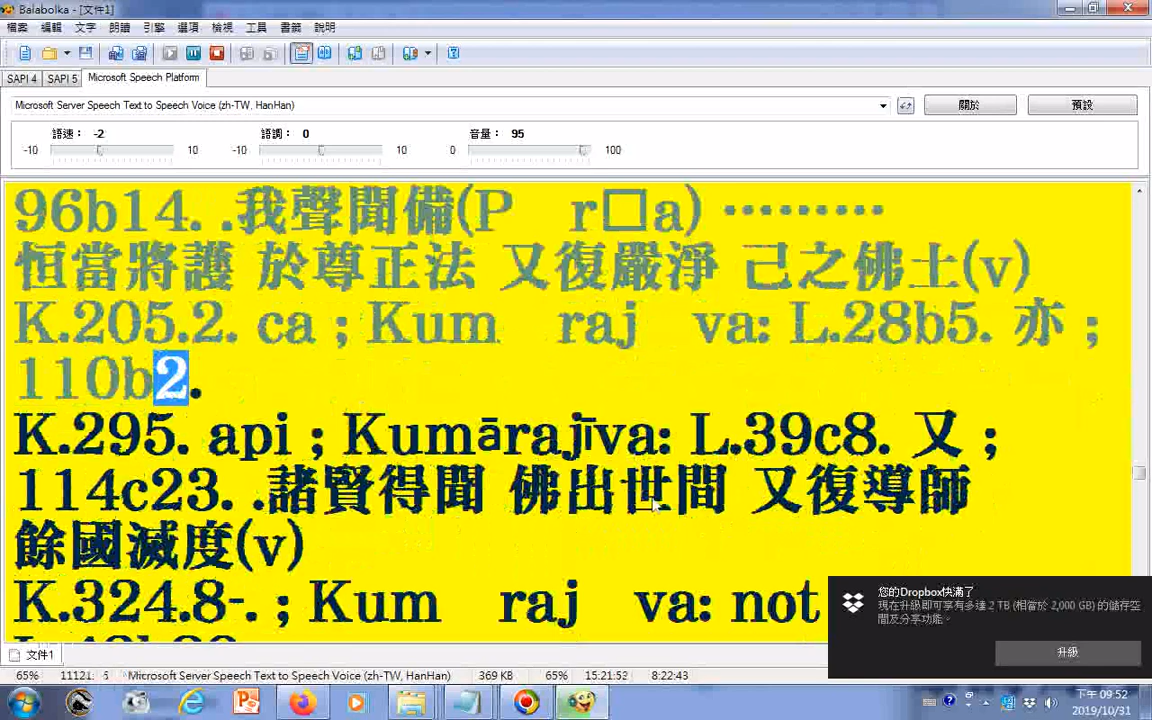 Balabolka - [文件1]
檔案 編輯 文字 朗讀 引擎 選項 檢視 工具 書籤 說明
SAPI 4 SAPI 5 Microsoft Speech Platform
Microsoft Server Speech Text to Speech Voice (zh-TW, HanHan) 關於 預設
語速： -2 語調： 0 音量： 95
-10 10 -10 10 0 100
96b14. .我聲聞備(P r□a) ………
恒當將護 於尊正法 又復嚴淨 己之佛土(v)
K.205.2. ca ; Kum raj va: L.28b5. 亦 ;
110b2.
K.295. api ; Kumārajīva: L.39c8. 又 ;
114c23. .諸賢得聞 佛出世間 又復導師
餘國滅度(v)
K.324.8-. ; Kum raj va: not
您的Dropbox快滿了
現在升級即可享有多達 2 TB (相當於 2,000 GB) 的儲存空
間及分享功能。
升級
文件1
65% 11121: 6 Microsoft Server Speech Text to Speech Voice (zh-TW, HanHan) 369 KB 65% 15:21:52 8:22:43
下午 09:52
2019/10/31